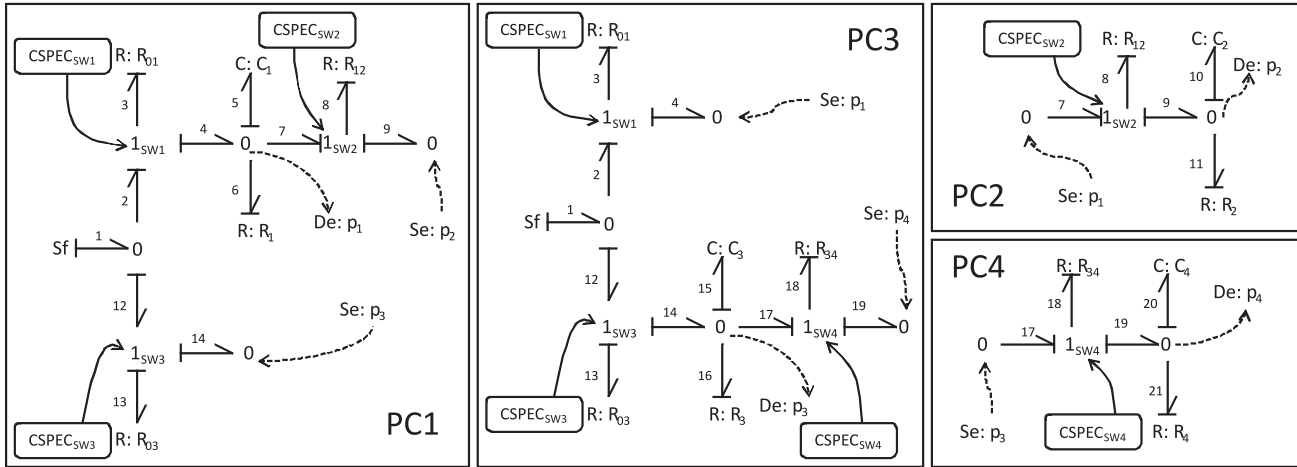 CSPEC_SW1
R: R_01
CSPEC_SW2
C: C_1
R: R_12
3
5
8
1_SW1
4
0
7
1_SW2
9
0
2
6
R: R_1
De: p_1
Se: p_2
Sf
1
0
12
Se: p_3
1_SW3
14
0
13
CSPEC_SW3
R: R_03
PC1
CSPEC_SW1
R: R_01
PC3
3
1_SW1
4
0
Se: p_1
2
Sf
1
0
Se: p_4
12
C: C_3
R: R_34
15
18
1_SW3
14
0
17
1_SW4
19
0
13
16
CSPEC_SW3
R: R_03
R: R_3
De: p_3
CSPEC_SW4
CSPEC_SW2
R: R_12
C: C_2
De: p_2
8
10
0
7
1_SW2
9
0
11
PC2
Se: p_1
R: R_2
PC4
R: R_34
C: C_4
De: p_4
18
20
0
17
1_SW4
19
0
21
Se: p_3
CSPEC_SW4
R: R_4